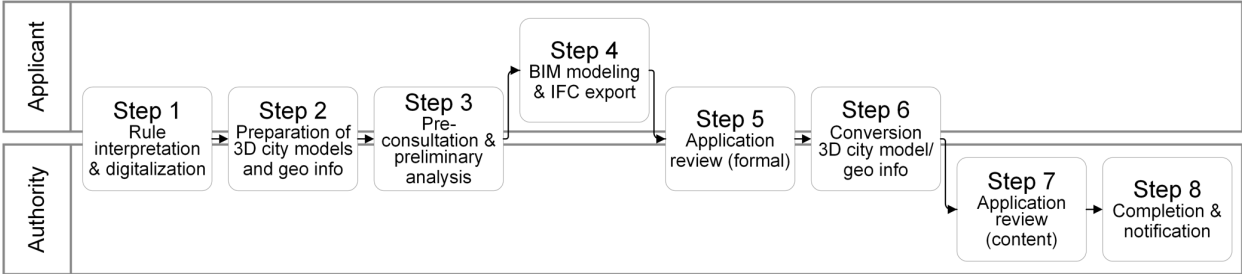 Applicant
Authority
Step 1
Rule
interpretation
& digitalization
Step 2
Preparation of
3D city models
and geo info
Step 3
Pre-
consultation &
preliminary
analysis
Step 4
BIM modeling
& IFC export
Step 5
Application
review (formal)
Step 6
Conversion
3D city model/
geo info
Step 7
Application
review
(content)
Step 8
Completion &
notification